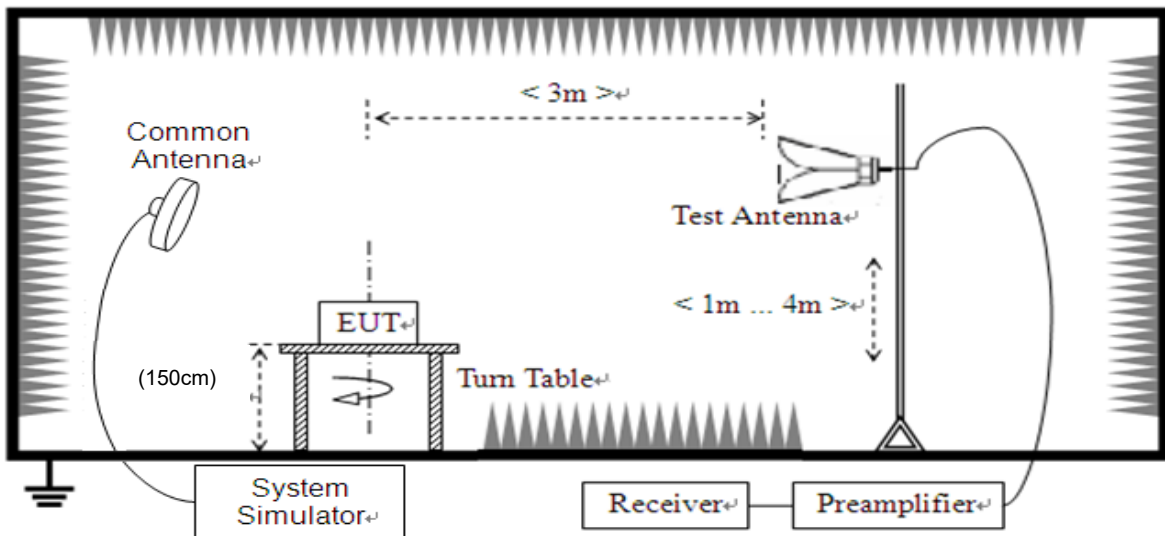 < 3m >↵
Common
Antenna↵
Test Antenna↵
< 1m ... 4m >↵
EUT↵
(150cm)
Turn Table↵
System
Simulator↵
Receiver↵
Preamplifier↵